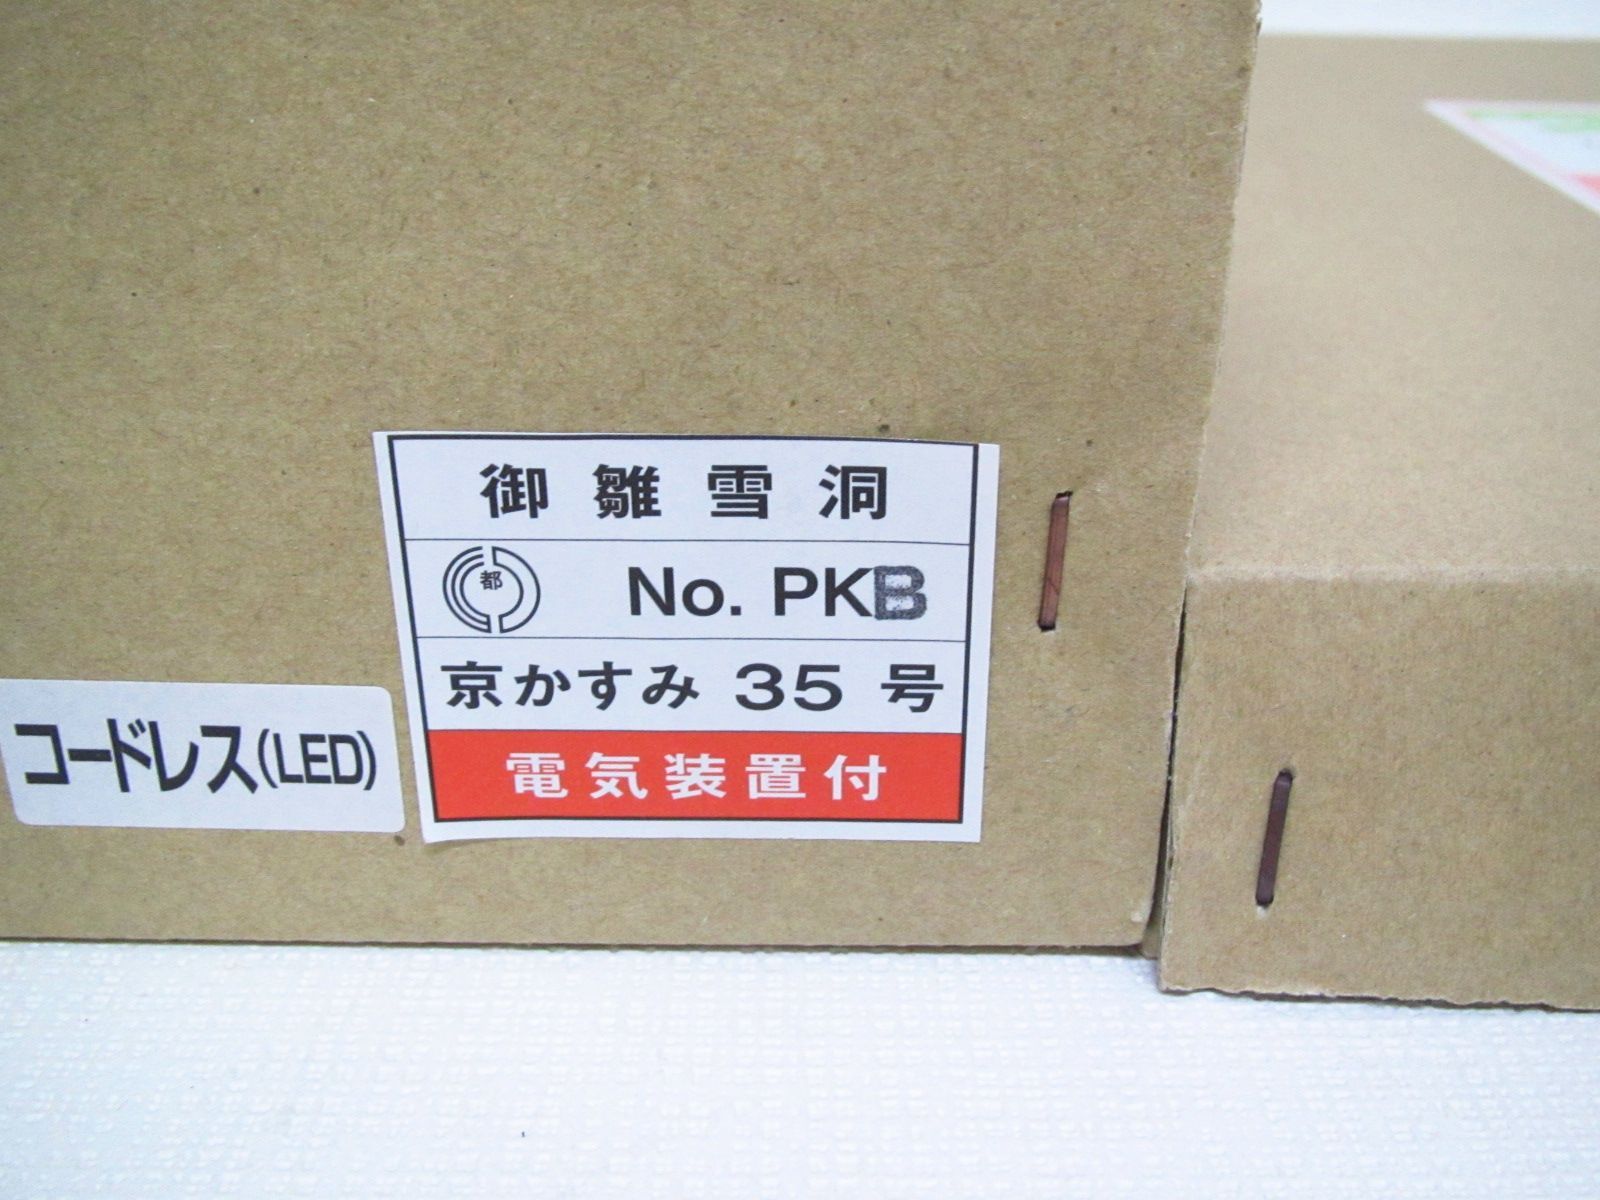 御雛雪洞
都 No. PKB
京かすみ 35 号
電気装置付
コードレス(LED)